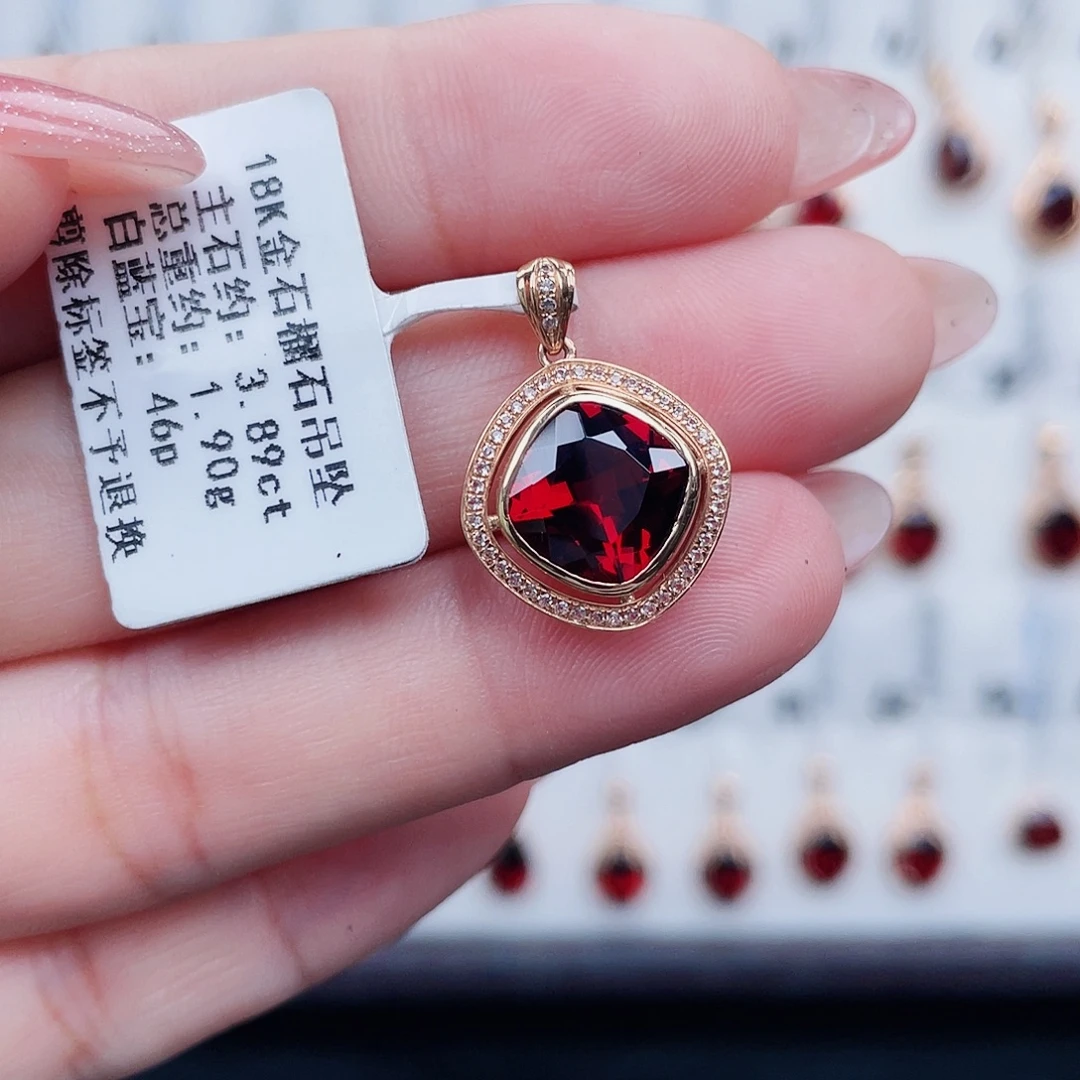 18K金石榴石吊坠
主石约: 3.89ct
总重约: 1.90g
白蓝宝: 46p
剪除标签不予退换